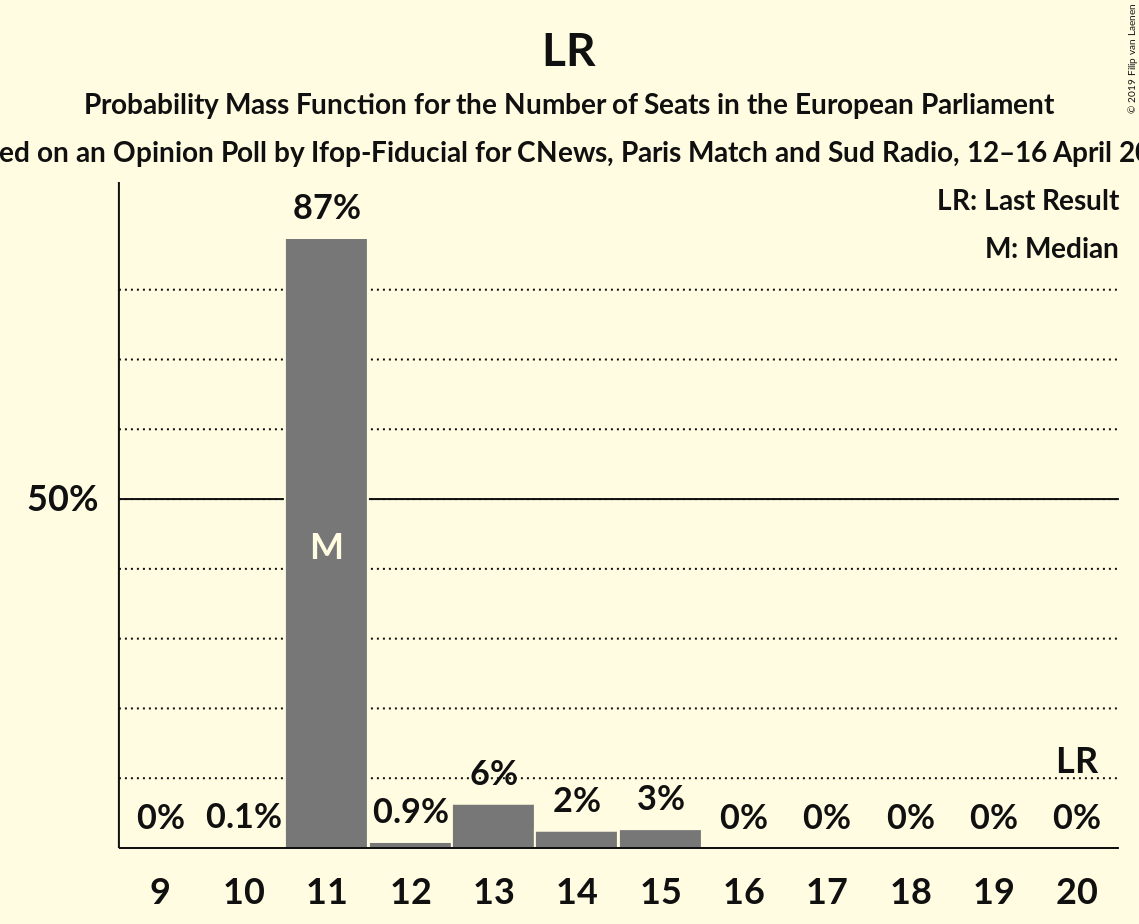 LR
Probability Mass Function for the Number of Seats in the European Parliament
on an Opinion Poll by Ifop-Fiducial for CNews, Paris Match and Sud Radio, 12–16 April
© 2019 Filip van Laenen
LR: Last Result
M: Median
87%
50%
M
LR
0% 0.1% 0.9% 6% 2% 3% 0% 0% 0% 0% 0%
9 10 11 12 13 14 15 16 17 18 19 20